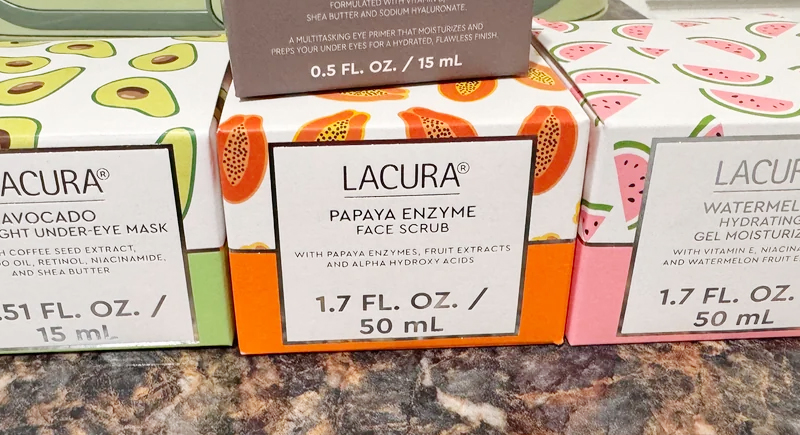 FORMULATED WITH VITAMIN
SHEA BUTTER AND SODIUM HYALURONATE.
A MULTITASKING EYE PRIMER THAT MOISTURIZES AND
PREPS YOUR UNDER EYES FOR A HYDRATED, FLAWLESS FINISH.
0.5 FL. OZ. / 15 mL
ACURA®
AVOCADO
GHT UNDER-EYE MASK
H COFFEE SEED EXTRACT,
O OIL, RETINOL, NIACINAMIDE,
AND SHEA BUTTER
.51 FL. OZ. /
15 mL
LACURA®
PAPAYA ENZYME
FACE SCRUB
WITH PAPAYA ENZYMES, FRUIT EXTRACTS
AND ALPHA HYDROXY ACIDS
1.7 FL. OZ. /
50 mL
LACUR
WATERMEL
HYDRATING
GEL MOISTURIZ
WITH VITAMIN E, NIACINA
AND WATERMELON FRUIT E
1.7 FL. OZ.
50 mL